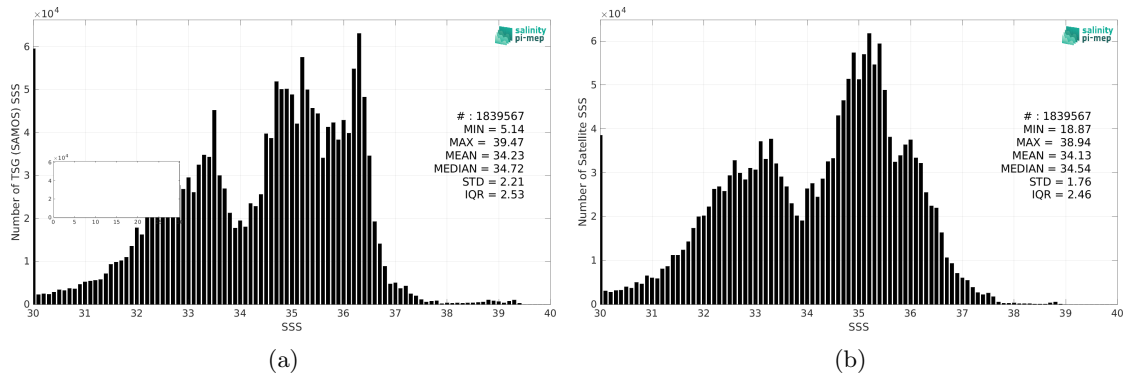 ×10⁴
salinity
pi-mep
Number of TSG (SAMOS) SSS
6
5
4
3
2
1
0
# : 1839567
MIN = 5.14
MAX = 39.47
MEAN = 34.23
MEDIAN = 34.72
STD = 2.21
IQR = 2.53
×10⁴
6
4
2
0
0 5 10 15 20
30 31 32 33 34 35 36 37 38 39 40
SSS
(a)
×10⁴
salinity
pi-mep
Number of Satellite SSS
6
5
4
3
2
1
0
# : 1839567
MIN = 18.87
MAX = 38.94
MEAN = 34.13
MEDIAN = 34.54
STD = 1.76
IQR = 2.46
30 31 32 33 34 35 36 37 38 39 40
SSS
(b)